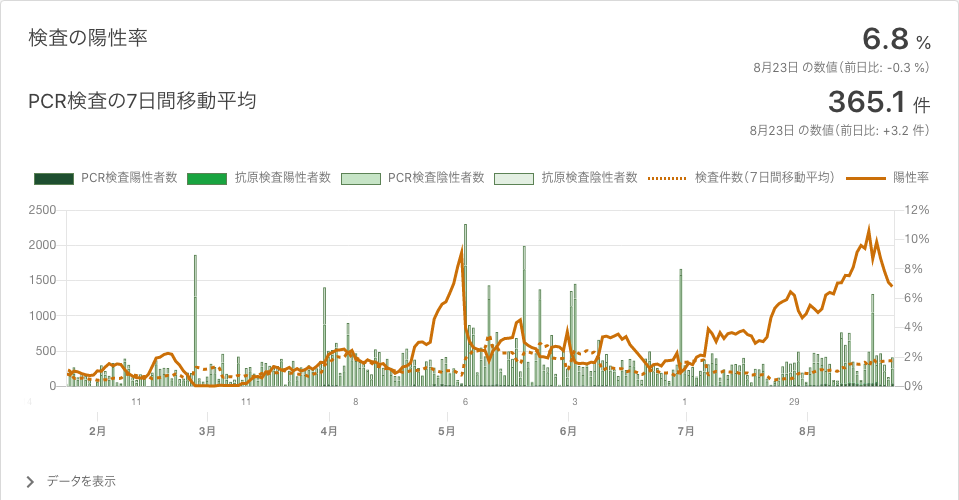 検査の陽性率
6.8 %
8月23日 の数値（前日比: -0.3 %）
PCR検査の7日間移動平均
365.1 件
8月23日 の数値（前日比: +3.2 件）
PCR検査陽性者数 抗原検査陽性者数 PCR検査陰性者数 抗原検査陰性者数 検査件数（7日間移動平均） 陽性率
2500 12%
2000 10%
1500 8%
1000 6%
500 4%
0 2%
0%
11 11 8 6 3 1 29
2月 3月 4月 5月 6月 7月 8月
データを表示